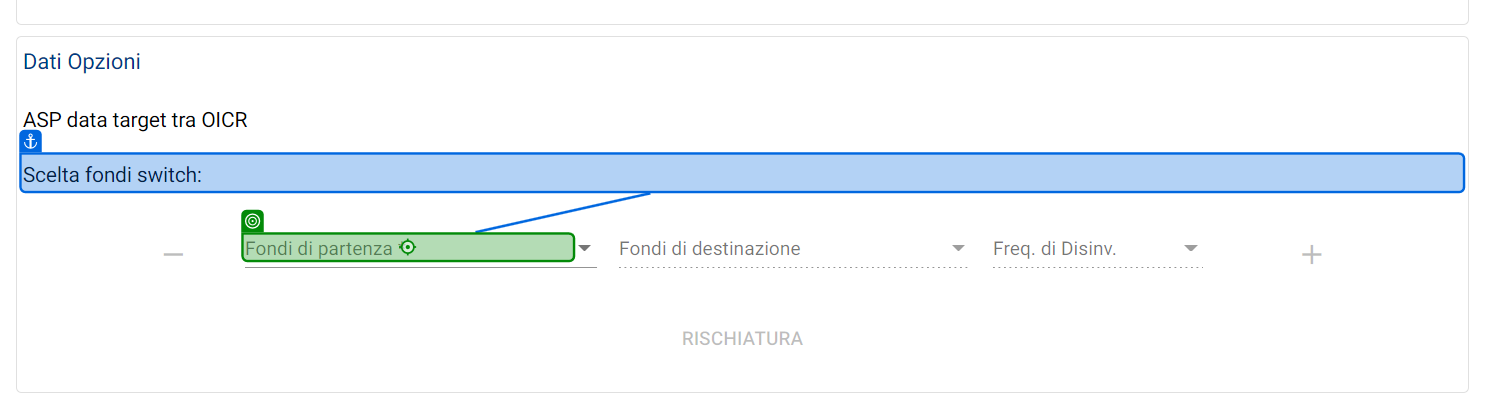 Dati Opzioni
ASP data target tra OICR
Scelta fondi switch:
Fondi di partenza Fondi di destinazione Freq. di Disinv.
RISCHIATURA